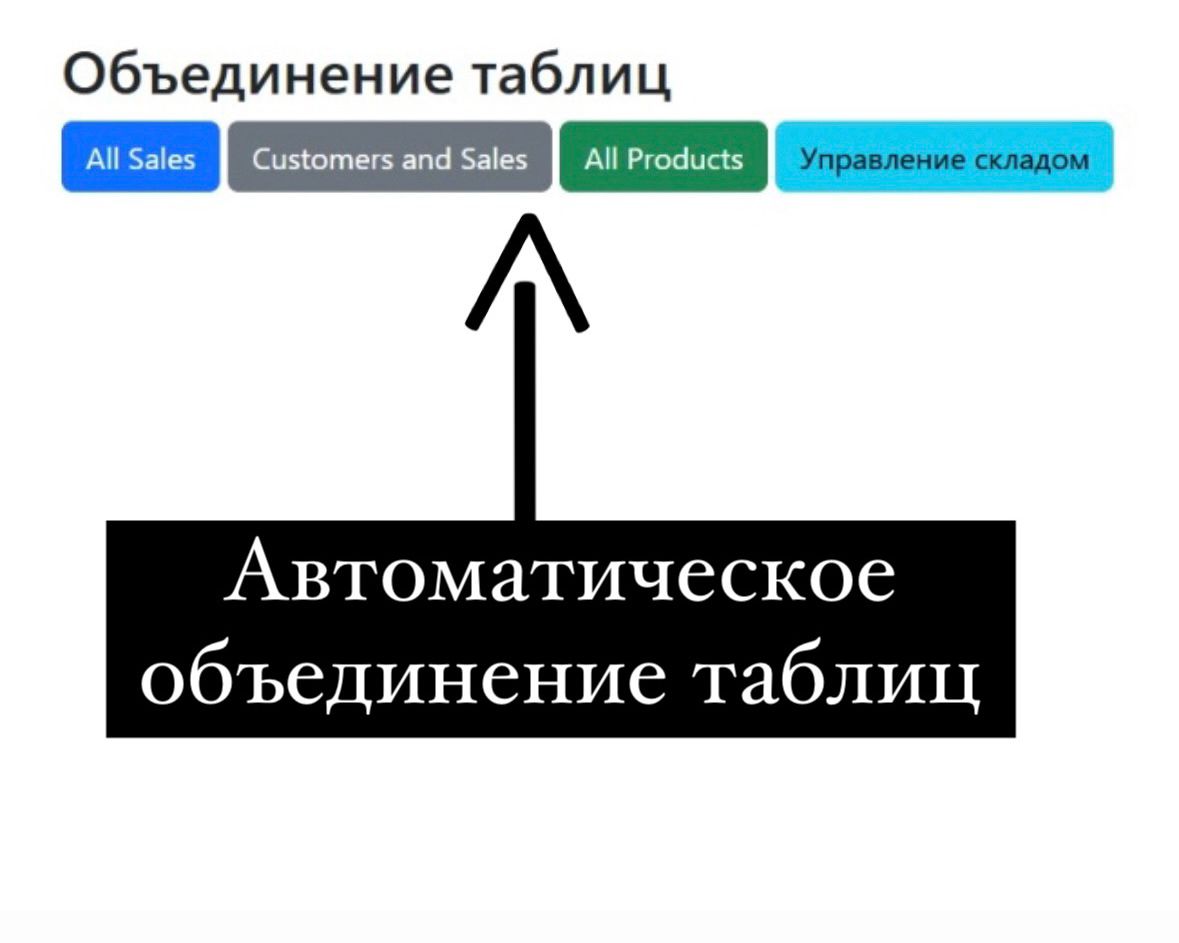 Объединение таблиц
All Sales Customers and Sales All Products Управление складом
Автоматическое
объединение таблиц